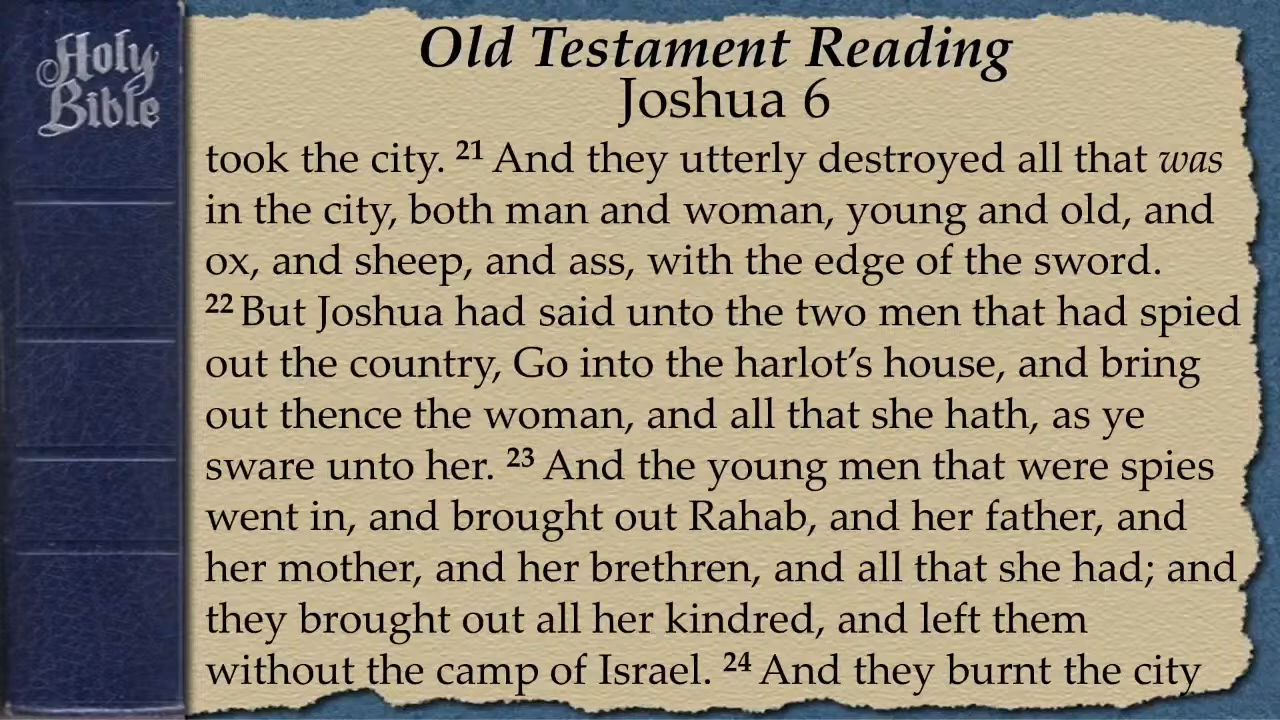 Holy
Bible
Old Testament Reading
Joshua 6
took the city. 21 And they utterly destroyed all that was
in the city, both man and woman, young and old, and
ox, and sheep, and ass, with the edge of the sword.
22 But Joshua had said unto the two men that had spied
out the country, Go into the harlot’s house, and bring
out thence the woman, and all that she hath, as ye
sware unto her. 23 And the young men that were spies
went in, and brought out Rahab, and her father, and
her mother, and her brethren, and all that she had; and
they brought out all her kindred, and left them
without the camp of Israel. 24 And they burnt the city